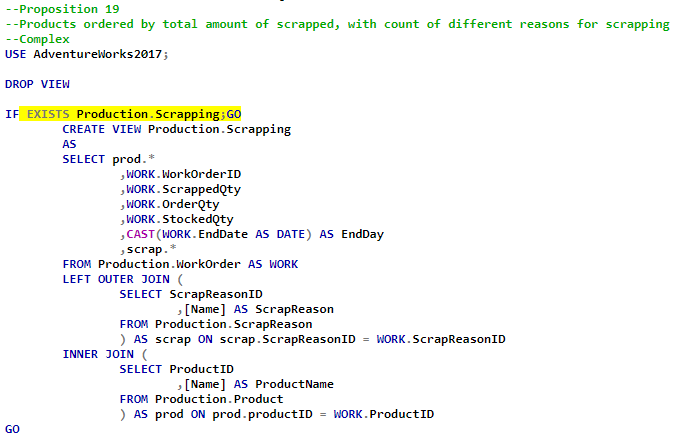 --Proposition 19
--Products ordered by total amount of scrapped, with count of different reasons for scrapping
--Complex
USE AdventureWorks2017;
DROP VIEW
IF EXISTS Production.Scrapping;GO
CREATE VIEW Production.Scrapping
AS
SELECT prod.*
,WORK.WorkOrderID
,WORK.ScrappedQty
,WORK.OrderQty
,WORK.StockedQty
,CAST(WORK.EndDate AS DATE) AS EndDay
,scrap.*
FROM Production.WorkOrder AS WORK
LEFT OUTER JOIN (
SELECT ScrapReasonID
,[Name] AS ScrapReason
FROM Production.ScrapReason
) AS scrap ON scrap.ScrapReasonID = WORK.ScrapReasonID
INNER JOIN (
SELECT ProductID
,[Name] AS ProductName
FROM Production.Product
) AS prod ON prod.productID = WORK.ProductID
GO